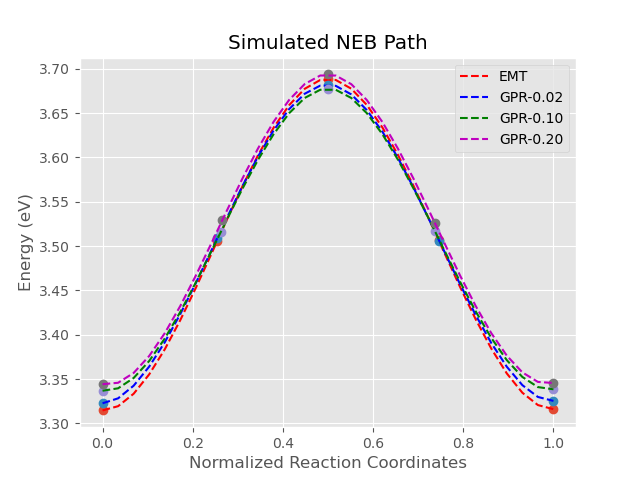 Simulated NEB Path
Energy (eV)
3.70
3.65
3.60
3.55
3.50
3.45
3.40
3.35
3.30
EMT
GPR-0.02
GPR-0.10
GPR-0.20
0.0 0.2 0.4 0.6 0.8 1.0
Normalized Reaction Coordinates